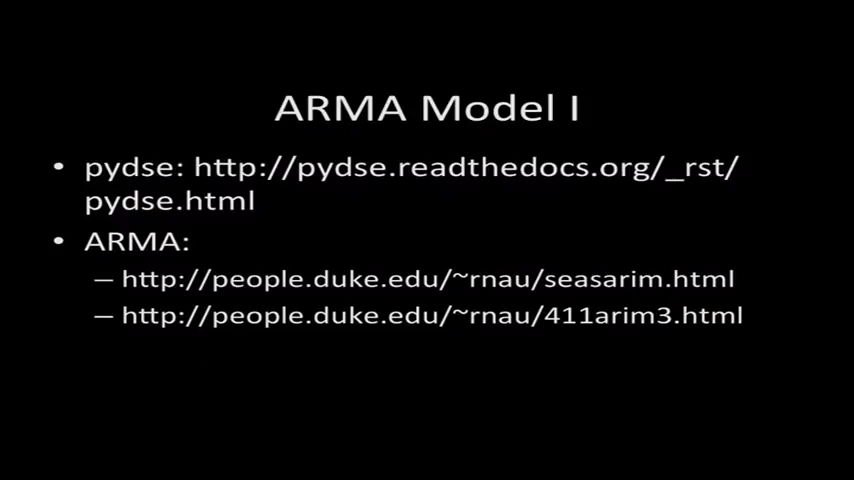 ARMA Model I
• pydse: http://pydse.readthedocs.org/_rst/
pydse.html
• ARMA:
– http://people.duke.edu/~rnau/seasarim.html
– http://people.duke.edu/~rnau/411arim3.html